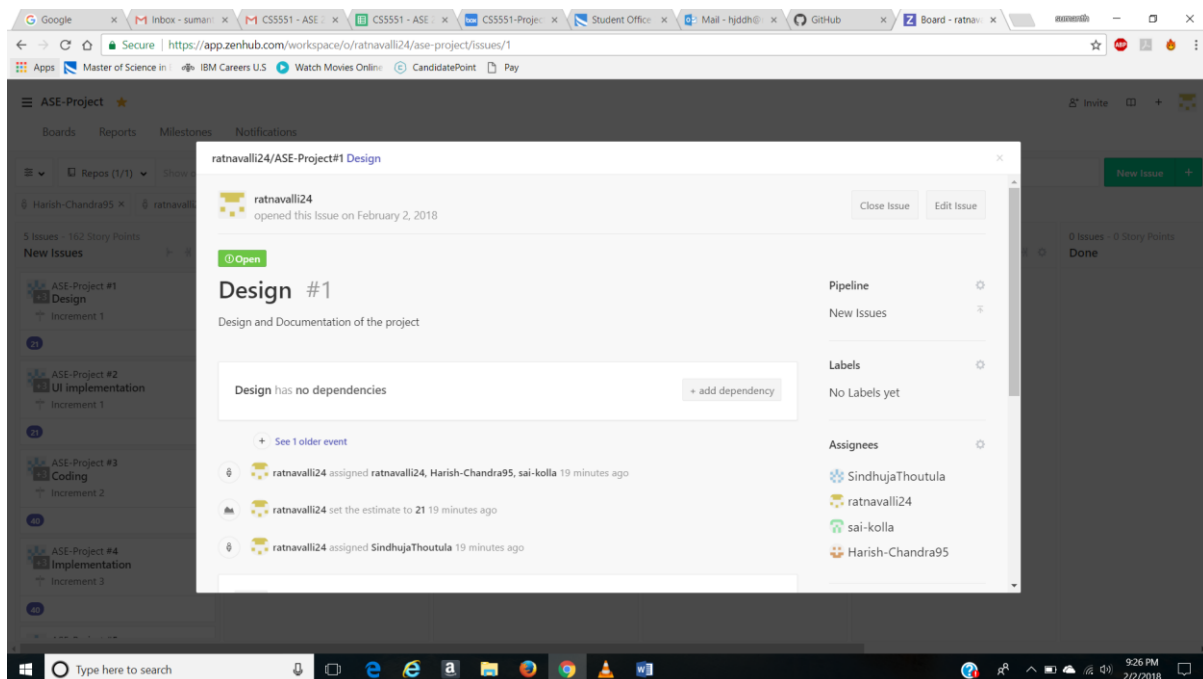 Google
Inbox - suman
CS5551 - ASE 2
CS5551 - ASE 2
CS5551-Projec
Student Office
Mail - hjddh@
GitHub
Board - ratnav
sumanth
Secure | https://app.zenhub.com/workspace/o/ratnavalli24/ase-project/issues/1
Apps Master of Science in IBM Careers U.S Watch Movies Online CandidatePoint Pay
ASE-Project
Invite
Boards Reports Milestones Notifications
ratnavalli24/ASE-Project#1 Design
Repos (1/1)
New Issue
Harish-Chandra95
ratnavalli24
opened this Issue on February 2, 2018
Close Issue Edit Issue
5 Issues - 162 Story Points
New Issues
0 Issues - 0 Story Points
Done
Open
Design #1
Design and Documentation of the project
Pipeline
New Issues
ASE-Project #1
Design
Increment 1
21
Design has no dependencies
+ add dependency
Labels
No Labels yet
ASE-Project #2
UI implementation
Increment 1
21
See 1 older event
ratnavalli24 assigned ratnavalli24, Harish-Chandra95, sai-kolla 19 minutes ago
ratnavalli24 set the estimate to 21 19 minutes ago
ratnavalli24 assigned SindhujaThoutula 19 minutes ago
Assignees
SindhujaThoutula
ratnavalli24
sai-kolla
Harish-Chandra95
ASE-Project #3
Coding
Increment 2
40
ASE-Project #4
Implementation
Increment 3
40
Type here to search
9:26 PM
2/2/2018